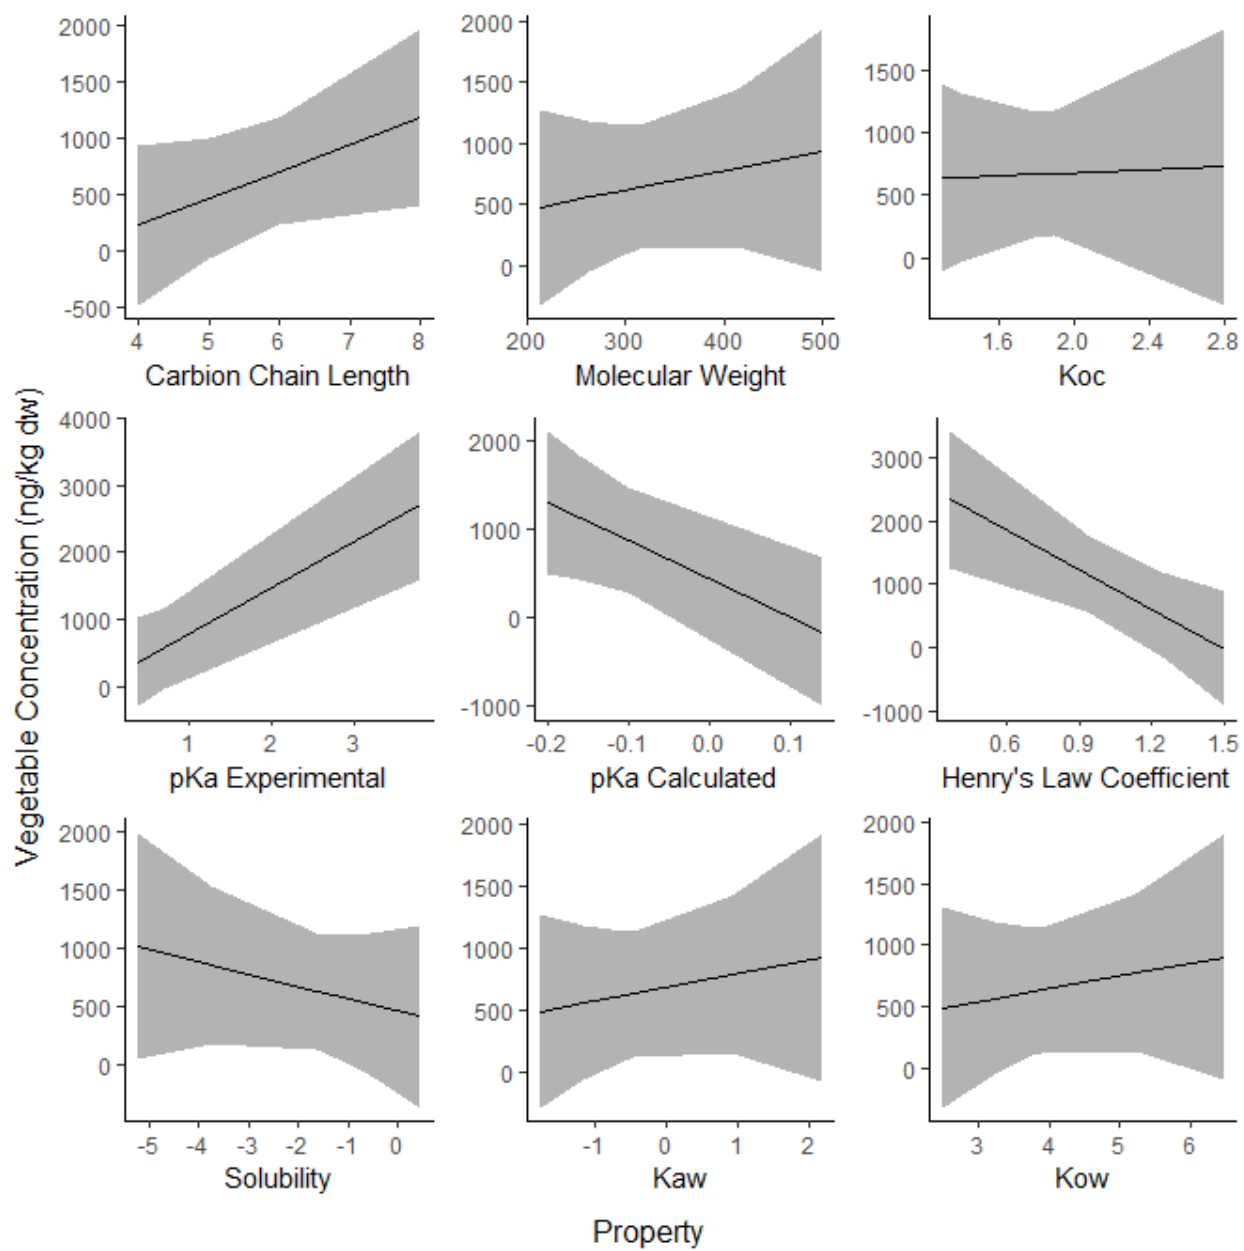 2000
1500
1000
500
0
-500
4 5 6 7 8
Carbion Chain Length
2000
1500
1000
500
0
200 300 400 500
Molecular Weight
1500
1000
500
0
1.6 2.0 2.4 2.8
Koc
Vegetable Concentration (ng/kg dw)
4000
3000
2000
1000
0
1 2 3
pKa Experimental
2000
1000
0
-1000
-0.2 -0.1 0.0 0.1
pKa Calculated
3000
2000
1000
0
-1000
0.6 0.9 1.2 1.5
Henry's Law Coefficient
2000
1500
1000
500
0
-5 -4 -3 -2 -1 0
Solubility
2000
1500
1000
500
0
-1 0 1 2
Kaw
2000
1500
1000
500
0
3 4 5 6
Kow
Property